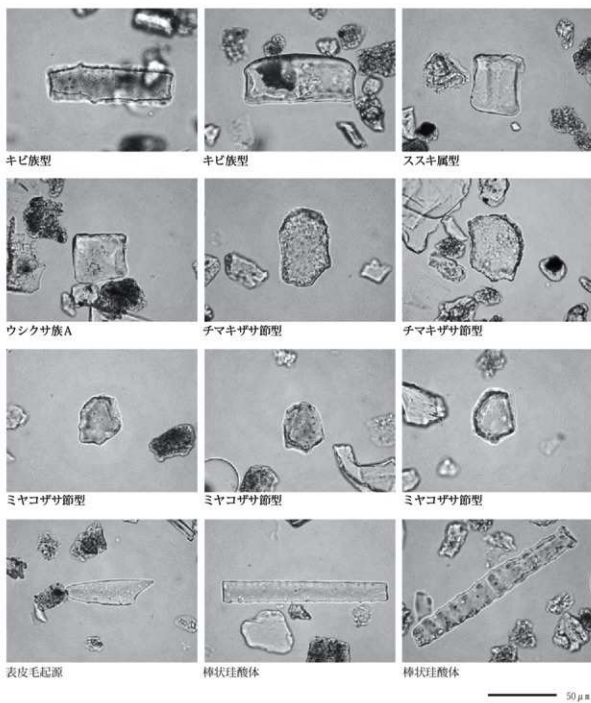 キビ族型 キビ族型 ススキ属型
ウシクサ族A チマキザサ節型 チマキザサ節型
ミヤコザサ節型 ミヤコザサ節型 ミヤコザサ節型
表皮毛起源 棒状珪酸体 棒状珪酸体
50μm